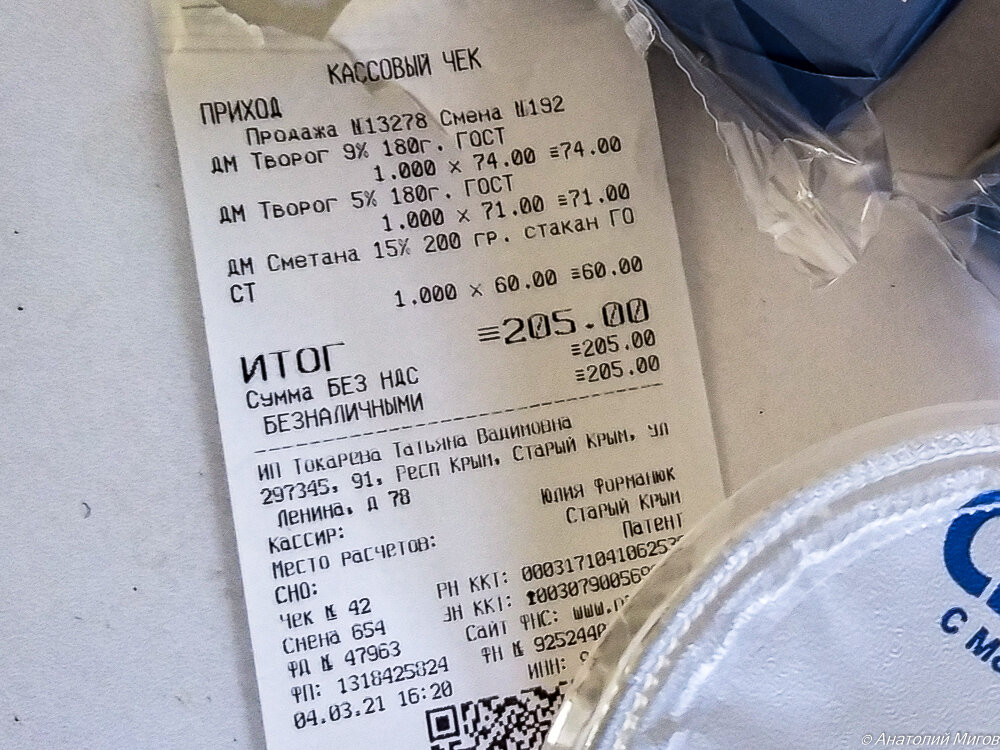 КАССОВЫЙ ЧЕК
ПРИХОД
Продажа №13278 Смена №192
ДМ Творог 9% 180г. ГОСТ
1.000 x 74.00 ≡74.00
ДМ Творог 5% 180г. ГОСТ
1.000 x 71.00 ≡71.00
ДМ Сметана 15% 200 гр. стакан ГО
СТ
1.000 x 60.00 ≡60.00
ИТОГ ≡205.00
Сумма БЕЗ НДС ≡205.00
БЕЗНАЛИЧНЫМИ ≡205.00
ИП Токарева Татьяна Вадимовна
297345, 91, Респ Крым, Старый Крым, ул
Ленина, д 78
Кассир: Юлия Форманюк
Место расчетов: Старый Крым
СНО: Патент
Чек № 42 РН ККТ: 00031710410625
Смена 654 ЗН ККТ: 003079005
ФД № 47963 Сайт ФНС: www.
ФП: 1318425824 ФН № 9252440
04.03.21 16:20 ИНН:
с мо
© Анатолий Мигов